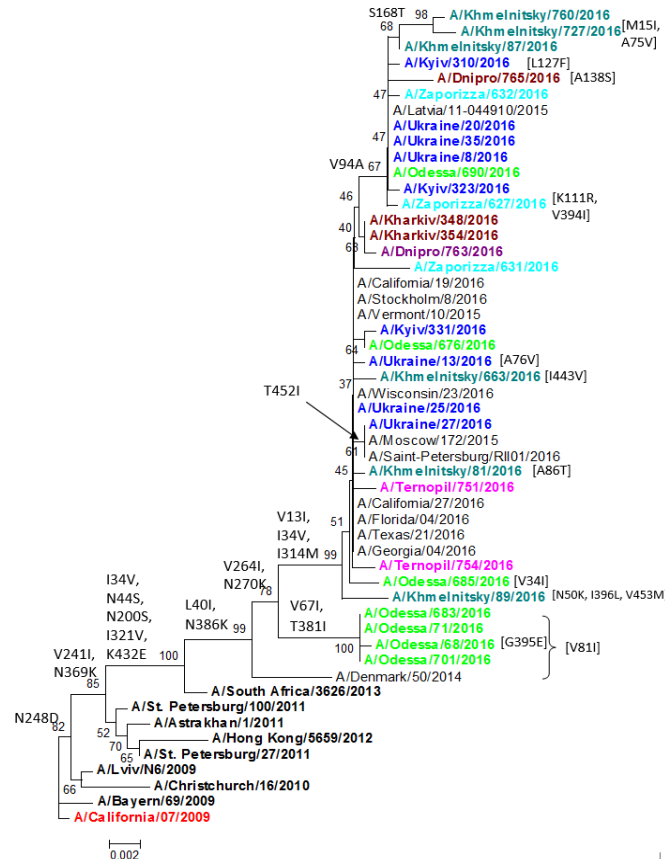 S168T
98
A/Khmelnitsky/760/2016
68
A/Khmelnitsky/727/2016
[M15I,
A75V]
A/Khmelnitsky/87/2016
A/Kyiv/310/2016 [L127F]
A/Dnipro/765/2016 [A138S]
47
A/Zaporizza/632/2016
A/Latvia/11-044910/2015
A/Ukraine/20/2016
47
A/Ukraine/35/2016
A/Ukraine/8/2016
V94A
67
A/Odessa/690/2016
A/Kyiv/323/2016
A/Zaporizza/627/2016
[K111R,
V394I]
46
A/Kharkiv/348/2016
40
A/Kharkiv/354/2016
63
A/Dnipro/763/2016
A/Zaporizza/631/2016
A/California/19/2016
A/Stockholm/8/2016
A/Vermont/10/2015
A/Kyiv/331/2016
A/Odessa/676/2016
64
A/Ukraine/13/2016 [A76V]
37
A/Khmelnitsky/663/2016 [I443V]
T452I
A/Wisconsin/23/2016
A/Ukraine/25/2016
A/Ukraine/27/2016
A/Moscow/172/2015
61
A/Saint-Petersburg/RII01/2016
45
A/Khmelnitsky/81/2016 [A86T]
A/Ternopil/751/2016
A/California/27/2016
V13I,
I34V,
I314M
51
A/Florida/04/2016
A/Texas/21/2016
A/Georgia/04/2016
99
A/Ternopil/754/2016
A/Odessa/685/2016 [V34I]
V264I,
N270K
78
A/Khmelnitsky/89/2016 [N50K, I396L, V453M]
I34V,
N44S,
N200S,
I321V,
K432E
L40I,
N386K
99
V67I,
T381I
A/Odessa/683/2016
A/Odessa/71/2016
100
A/Odessa/68/2016 [G395E]
A/Odessa/701/2016
[V81I]
V241I,
N369K
85
100
A/Denmark/50/2014
A/South Africa/3626/2013
N248D
82
A/St. Petersburg/100/2011
52
A/Astrakhan/1/2011
70
A/Hong Kong/5659/2012
65
A/St. Petersburg/27/2011
A/Lviv/N6/2009
66
A/Christchurch/16/2010
A/Bayern/69/2009
A/California/07/2009
0.002